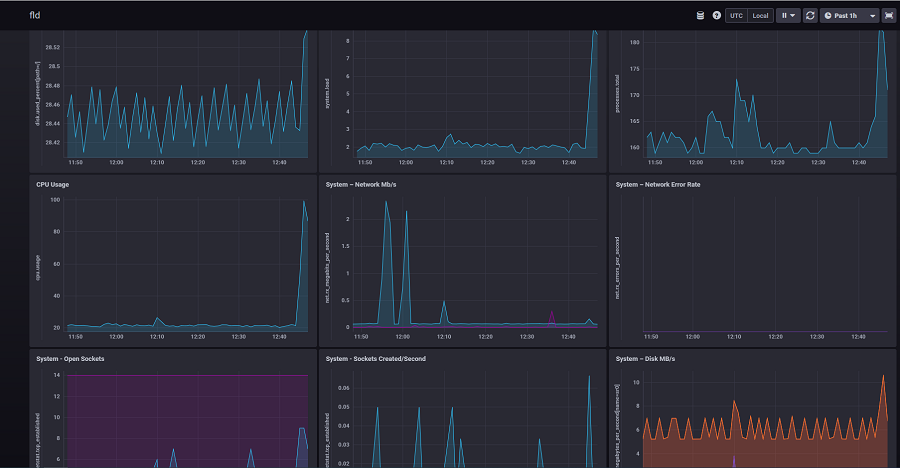 fld
UTC Local Past 1h
disk.used_percent[path=/]
28.52
28.5
28.48
28.46
28.44
28.42
11:50 12:00 12:10 12:20 12:30 12:40
system.load
8
7
6
5
4
3
2
11:50 12:00 12:10 12:20 12:30 12:40
processes.total
180
175
170
165
160
11:50 12:00 12:10 12:20 12:30 12:40
CPU Usage
cpu.usage
100
80
60
40
20
11:50 12:00 12:10 12:20 12:30 12:40
System – Network Mb/s
net.rx_megabits_per_second
2
1.5
1
0.5
0
11:50 12:00 12:10 12:20 12:30 12:40
System – Network Error Rate
net.rx_errors_per_second
11:50 12:00 12:10 12:20 12:30 12:40
System - Open Sockets
netstat.tcp_established
14
12
10
8
6
System - Sockets Created/Second
netstat.tcp_established
0.06
0.05
0.04
0.03
0.02
System – Disk MB/s
10
8
6
4